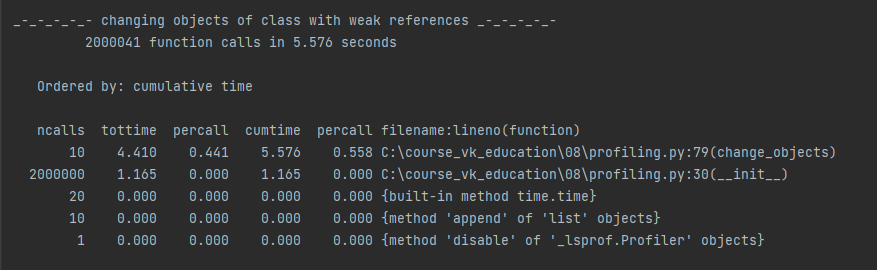 _-_-_-_-_- changing objects of class with weak references _-_-_-_-_-
2000041 function calls in 5.576 seconds
Ordered by: cumulative time
ncalls  tottime  percall  cumtime  percall filename:lineno(function)
10    4.410    0.441    5.576    0.558 C:\course_vk_education\08\profiling.py:79(change_objects)
2000000    1.165    0.000    1.165    0.000 C:\course_vk_education\08\profiling.py:30(__init__)
20    0.000    0.000    0.000    0.000 {built-in method time.time}
10    0.000    0.000    0.000    0.000 {method 'append' of 'list' objects}
1    0.000    0.000    0.000    0.000 {method 'disable' of '_lsprof.Profiler' objects}